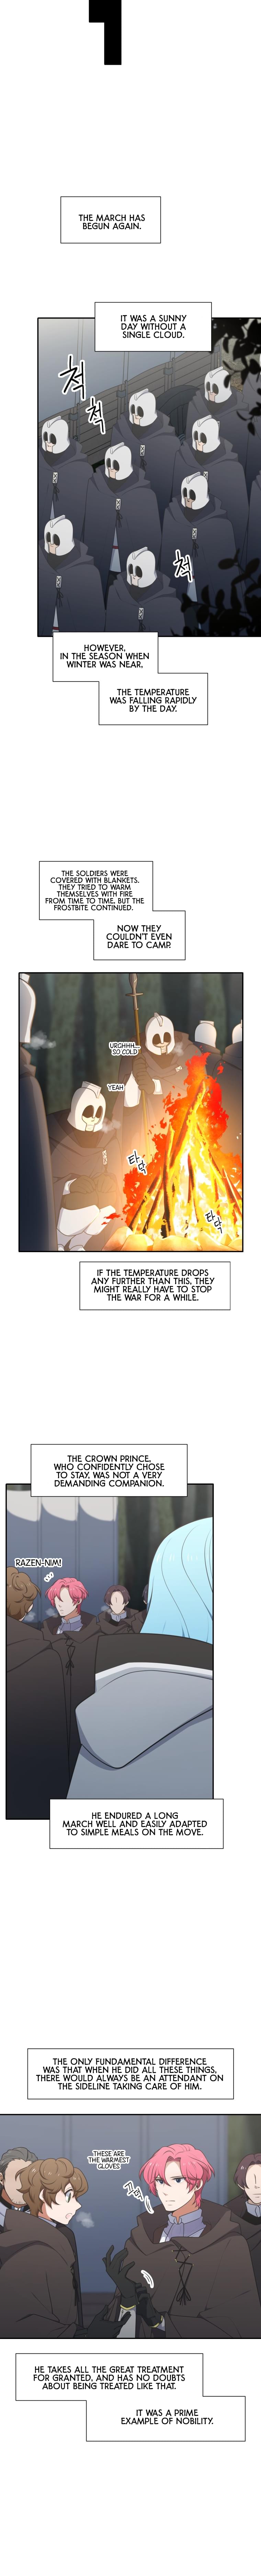 THE MARCH HAS
BEGUN AGAIN.
IT WAS A SUNNY
DAY WITHOUT A
SINGLE CLOUD.
척
척
척
HOWEVER,
IN THE SEASON WHEN
WINTER WAS NEAR,
THE TEMPERATURE
WAS FALLING RAPIDLY
BY THE DAY.
THE SOLDIERS WERE
COVERED WITH BLANKETS.
THEY TRIED TO WARM
THEMSELVES WITH FIRE
FROM TIME TO TIME, BUT THE
FROSTBITE CONTINUED.
NOW THEY
COULDN'T EVEN
DARE TO CAMP.
URGHHH...
SO COLD
YEAH
타닥
타닥
IF THE TEMPERATURE DROPS
ANY FURTHER THAN THIS, THEY
MIGHT REALLY HAVE TO STOP
THE WAR FOR A WHILE.
THE CROWN PRINCE,
WHO CONFIDENTLY CHOSE
TO STAY, WAS NOT A VERY
DEMANDING COMPANION.
RAZEN-NIM!
HE ENDURED A LONG
MARCH WELL AND EASILY ADAPTED
TO SIMPLE MEALS ON THE MOVE.
THE ONLY FUNDAMENTAL DIFFERENCE
WAS THAT WHEN HE DID ALL THESE THINGS,
THERE WOULD ALWAYS BE AN ATTENDANT ON
THE SIDELINE TAKING CARE OF HIM.
THESE ARE
THE WARMEST
GLOVES
HE TAKES ALL THE GREAT TREATMENT
FOR GRANTED, AND HAS NO DOUBTS
ABOUT BEING TREATED LIKE THAT.
IT WAS A PRIME
EXAMPLE OF NOBILITY.